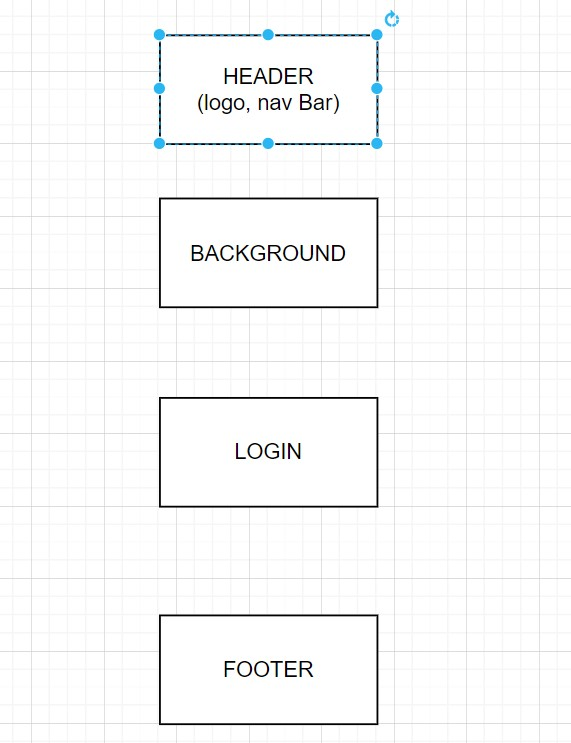 HEADER
(logo, nav Bar)
BACKGROUND
LOGIN
FOOTER